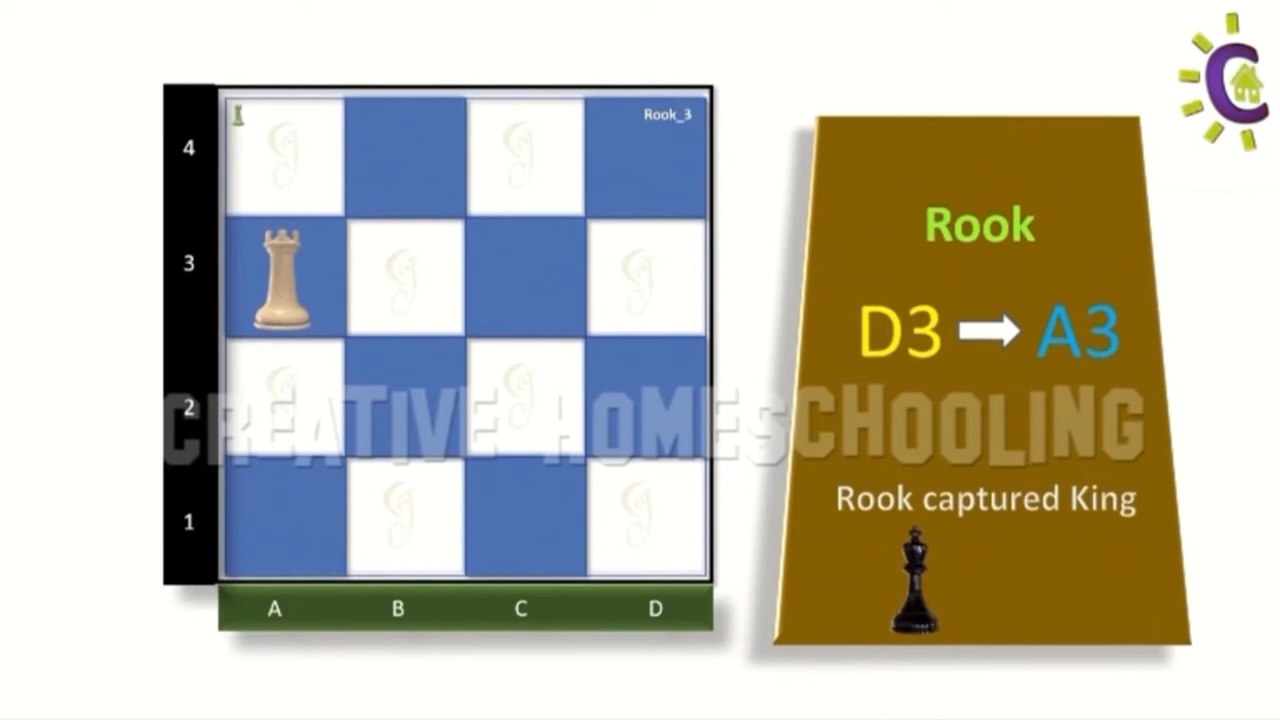 Rook_3
4
3
2
1
A B C D
Rook
D3 → A3
Rook captured King
CREATIVE HOMESCHOOLING
C